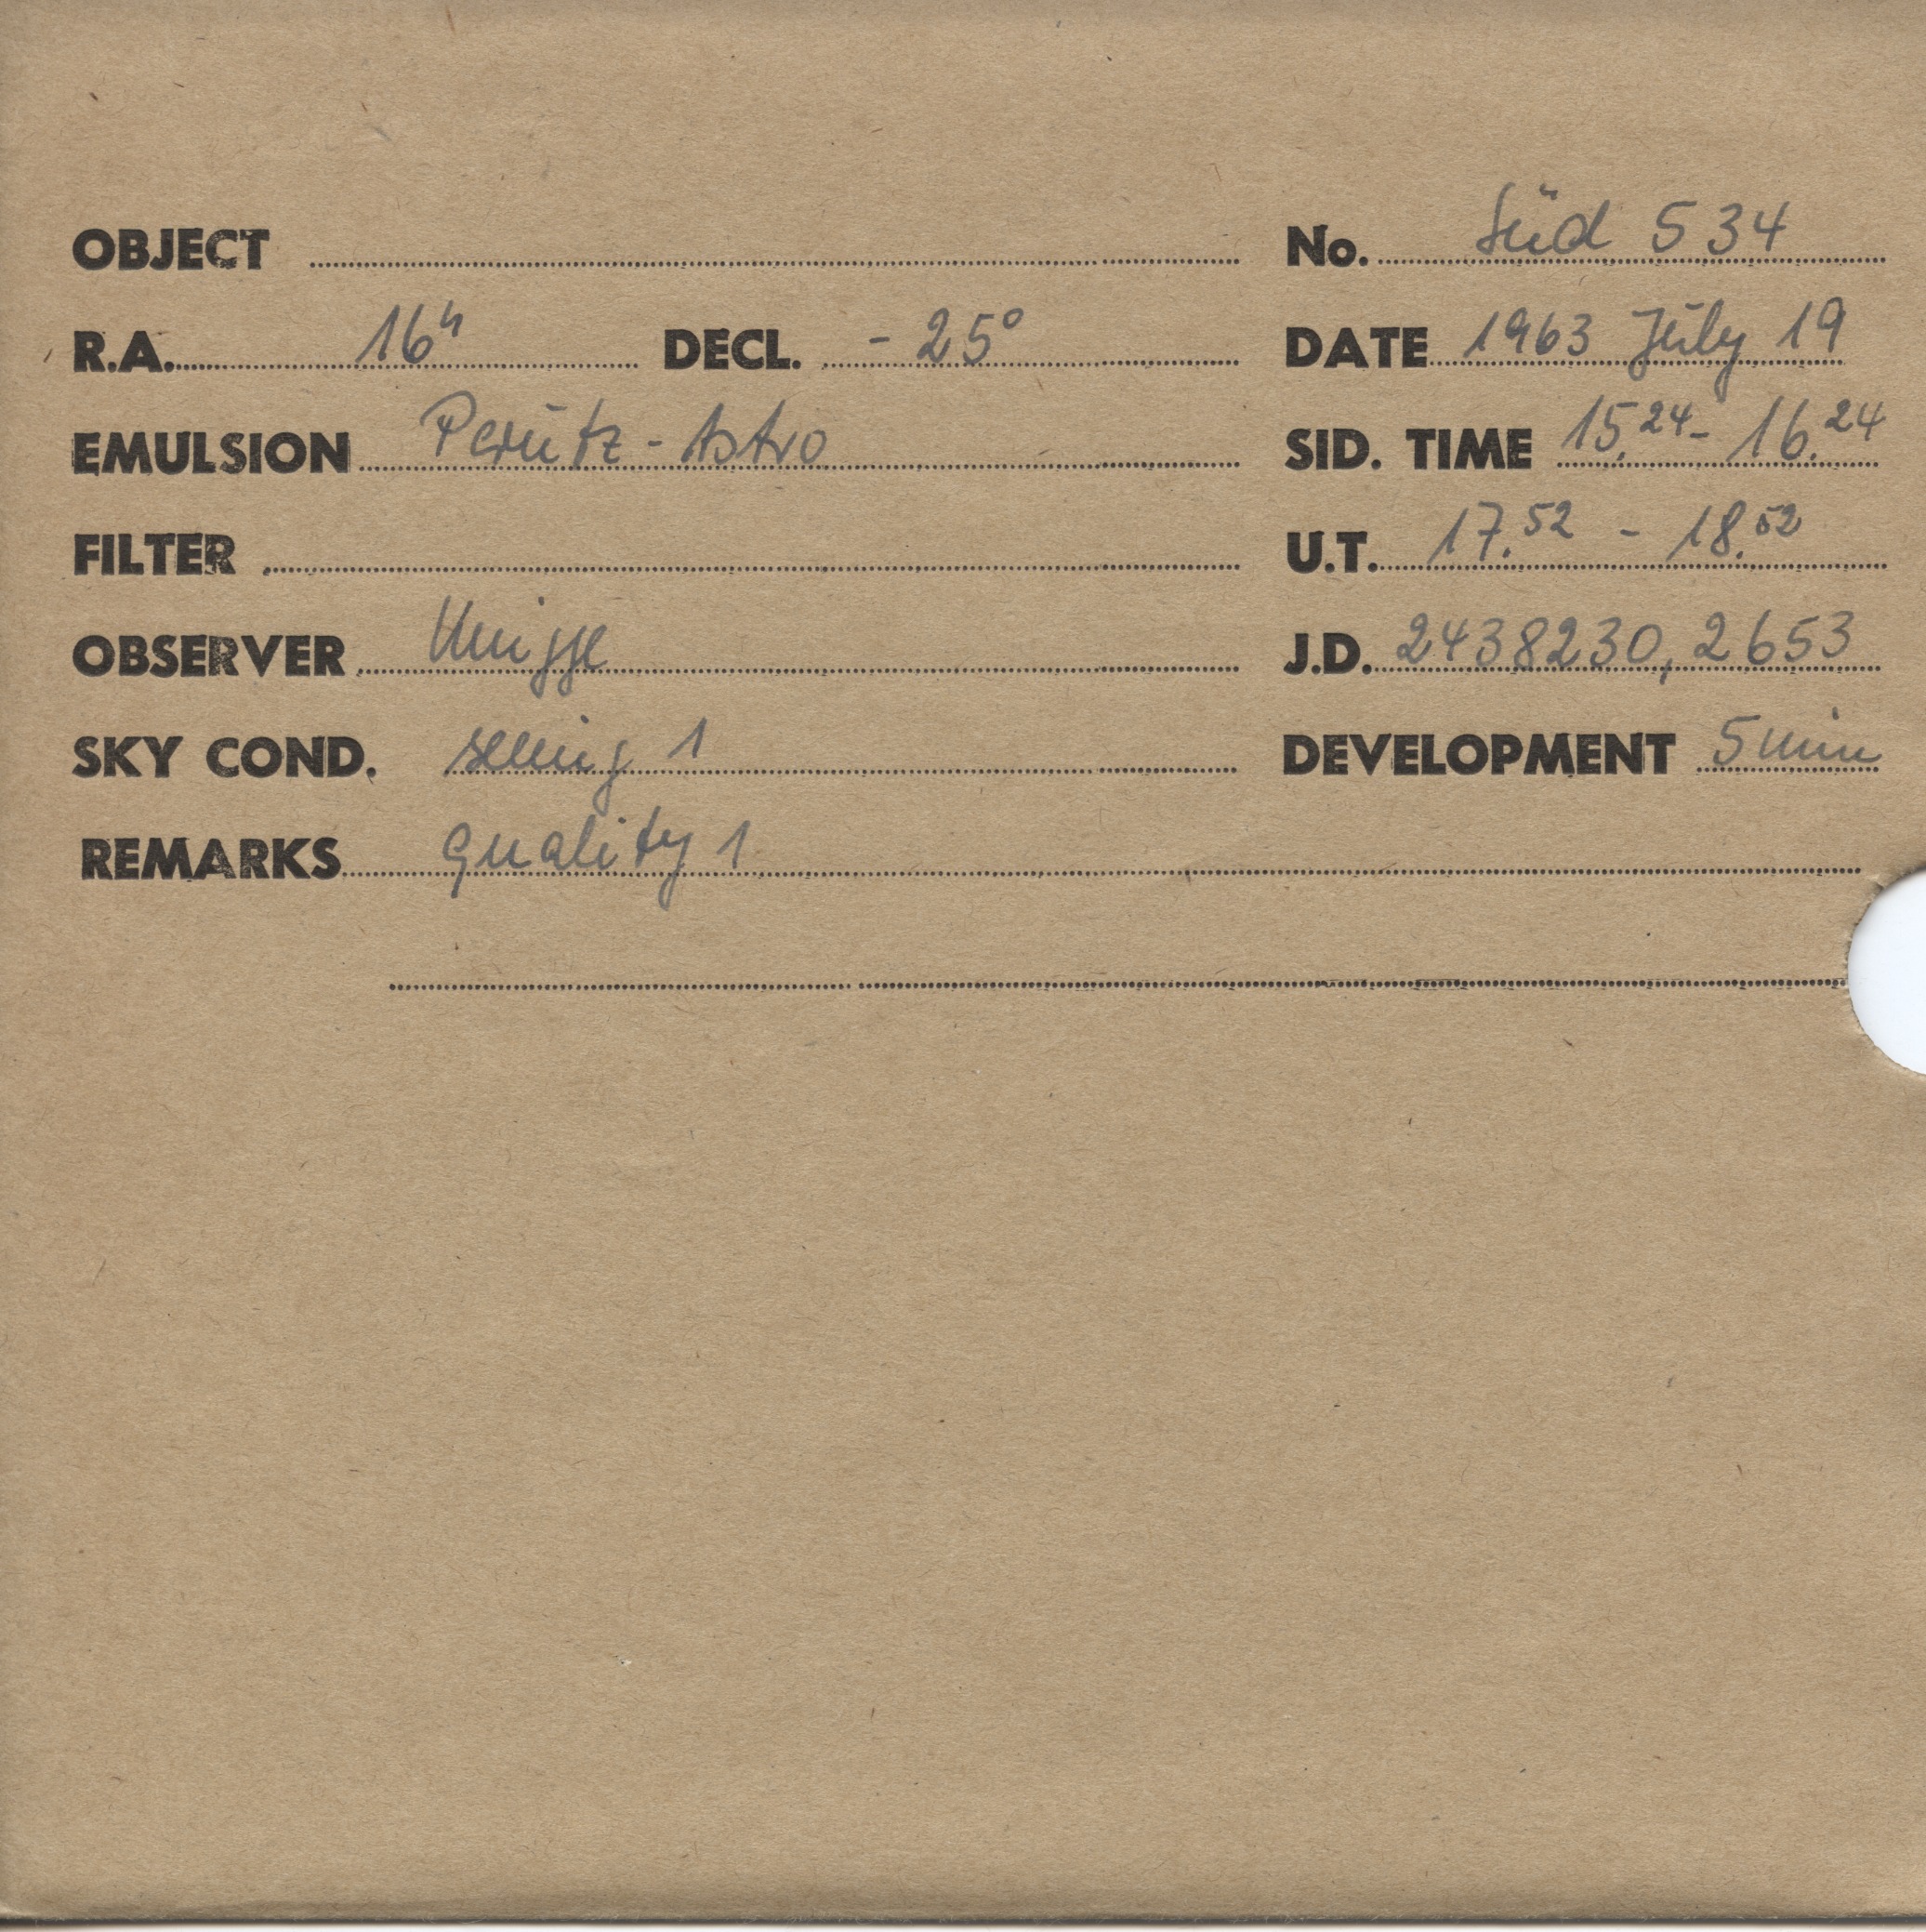 OBJECT No. Süd 534
R.A. 16h DECL. - 25° DATE 1963 July 19
EMULSION Perutz - Astro SID. TIME 15.24 - 16.24
FILTER U.T. 17.52 - 18.52
OBSERVER J.D. 2438230,2653
SKY COND. seeing 1 DEVELOPMENT 5 min
REMARKS quality 1